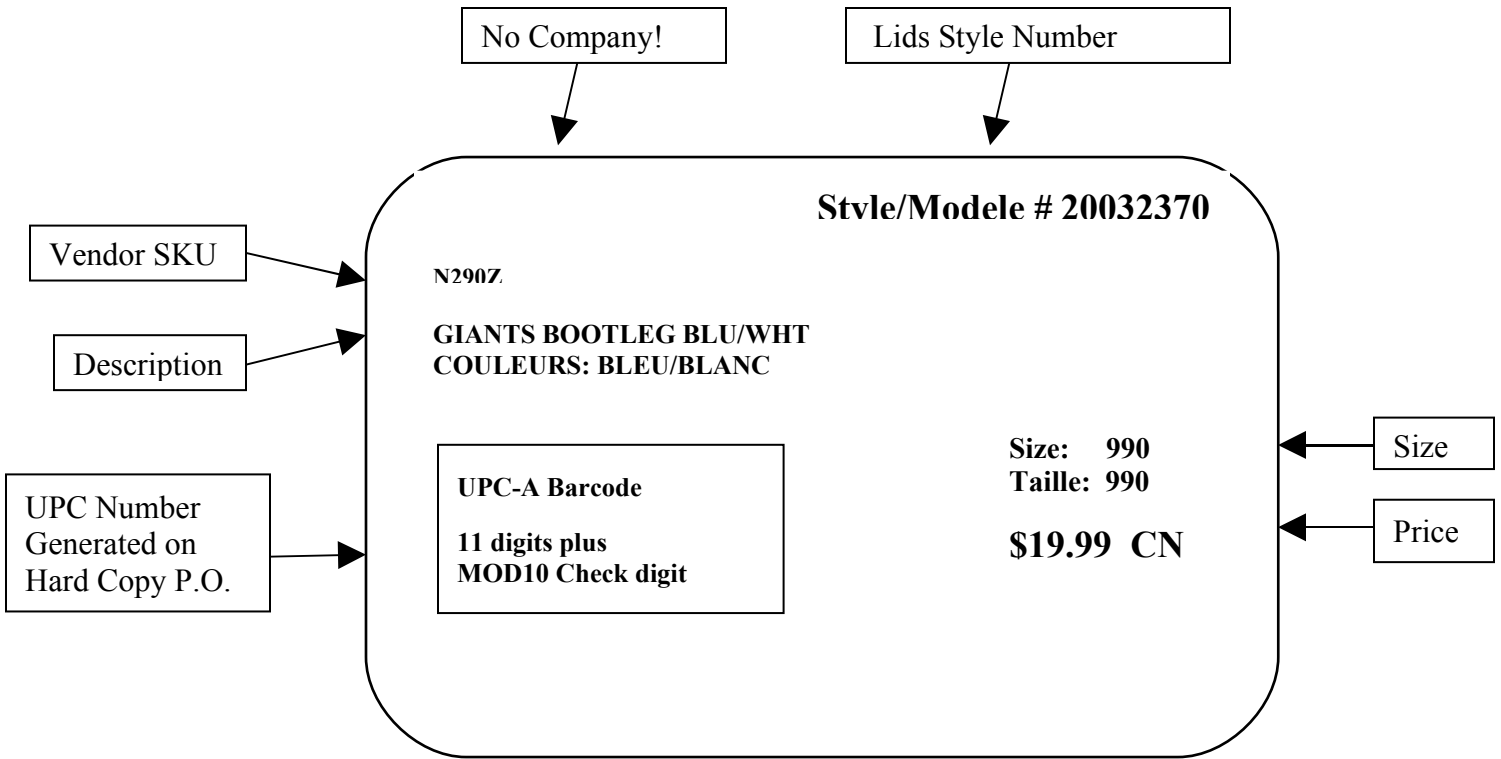 No Company!
Lids Style Number
Style/Modele # 20032370
Vendor SKU
N290Z
Description
GIANTS BOOTLEG BLU/WHT
COULEURS: BLEU/BLANC
UPC Number
Generated on
Hard Copy P.O.
UPC-A Barcode
11 digits plus
MOD10 Check digit
Size: 990
Taille: 990
$19.99 CN
Size
Price